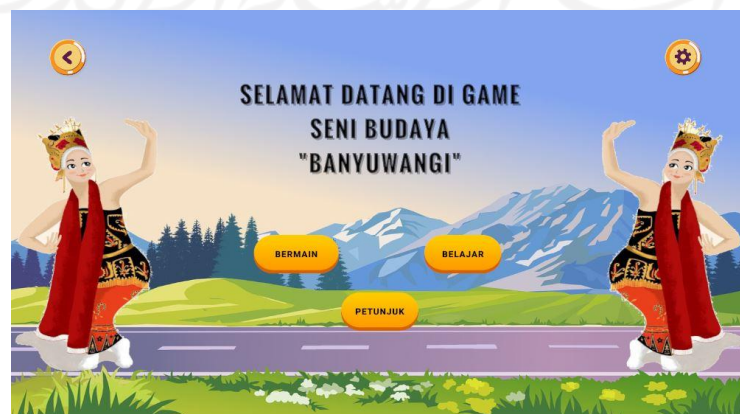 SELAMAT DATANG DI GAME
SENI BUDAYA
"BANYUWANGI"
BERMAIN
BELAJAR
PETUNJUK